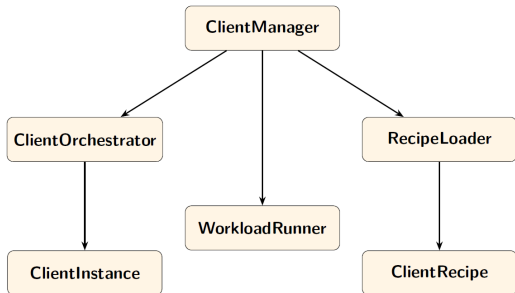 ClientManager
ClientOrchestrator
RecipeLoader
WorkloadRunner
ClientInstance
ClientRecipe